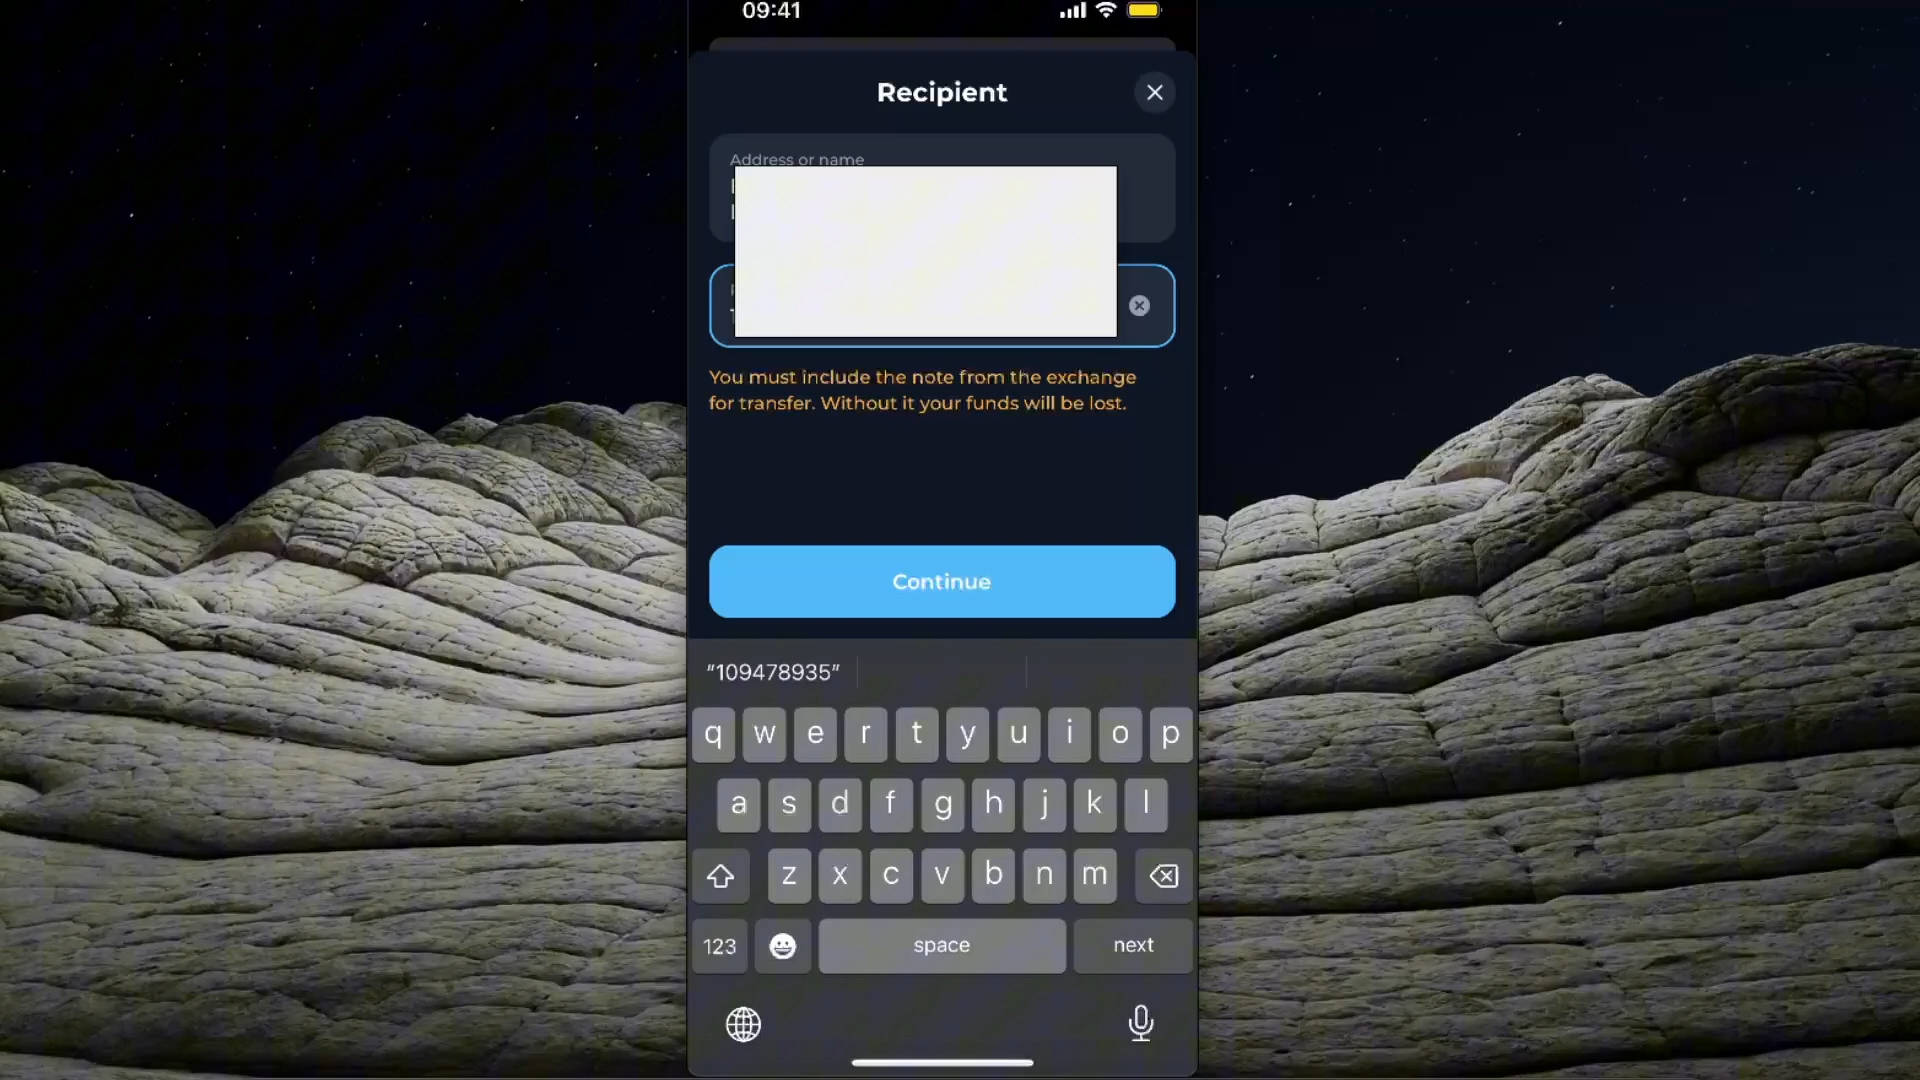 09:41
Recipient
Address or name
You must include the note from the exchange
for transfer. Without it your funds will be lost.
Continue
"109478935"
q w e r t y u i o p
a s d f g h j k l
z x c v b n m
123 space next